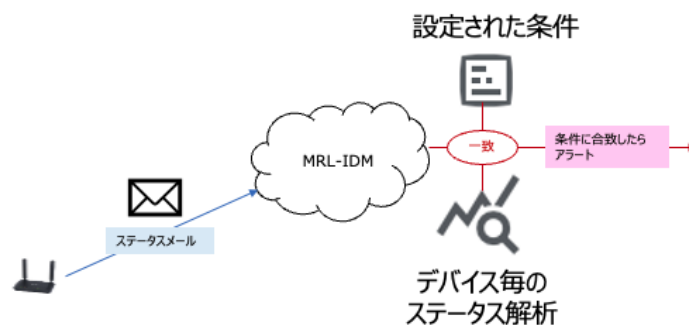 設定された条件
MRL-IDM
一致
条件に合致したら
アラート
ステータスメール
デバイス毎の
ステータス解析